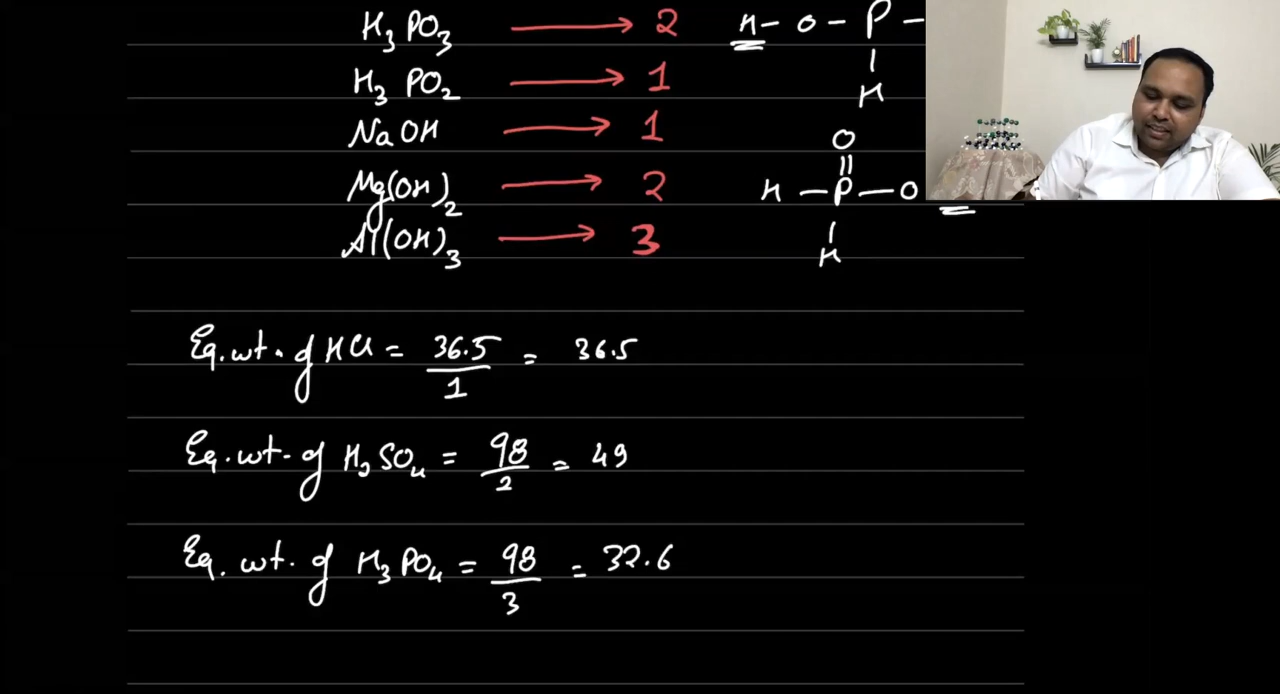 H3PO3 → 2
H3PO2 → 1
NaOH → 1
Mg(OH)2 → 2
Al(OH)3 → 3
H - O - P -
|
H
O
||
H - P - O
|
H
Eq. wt. of HCl = 36.5/1 = 36.5
Eq. wt. of H2SO4 = 98/2 = 49
Eq. wt. of H3PO4 = 98/3 = 32.6